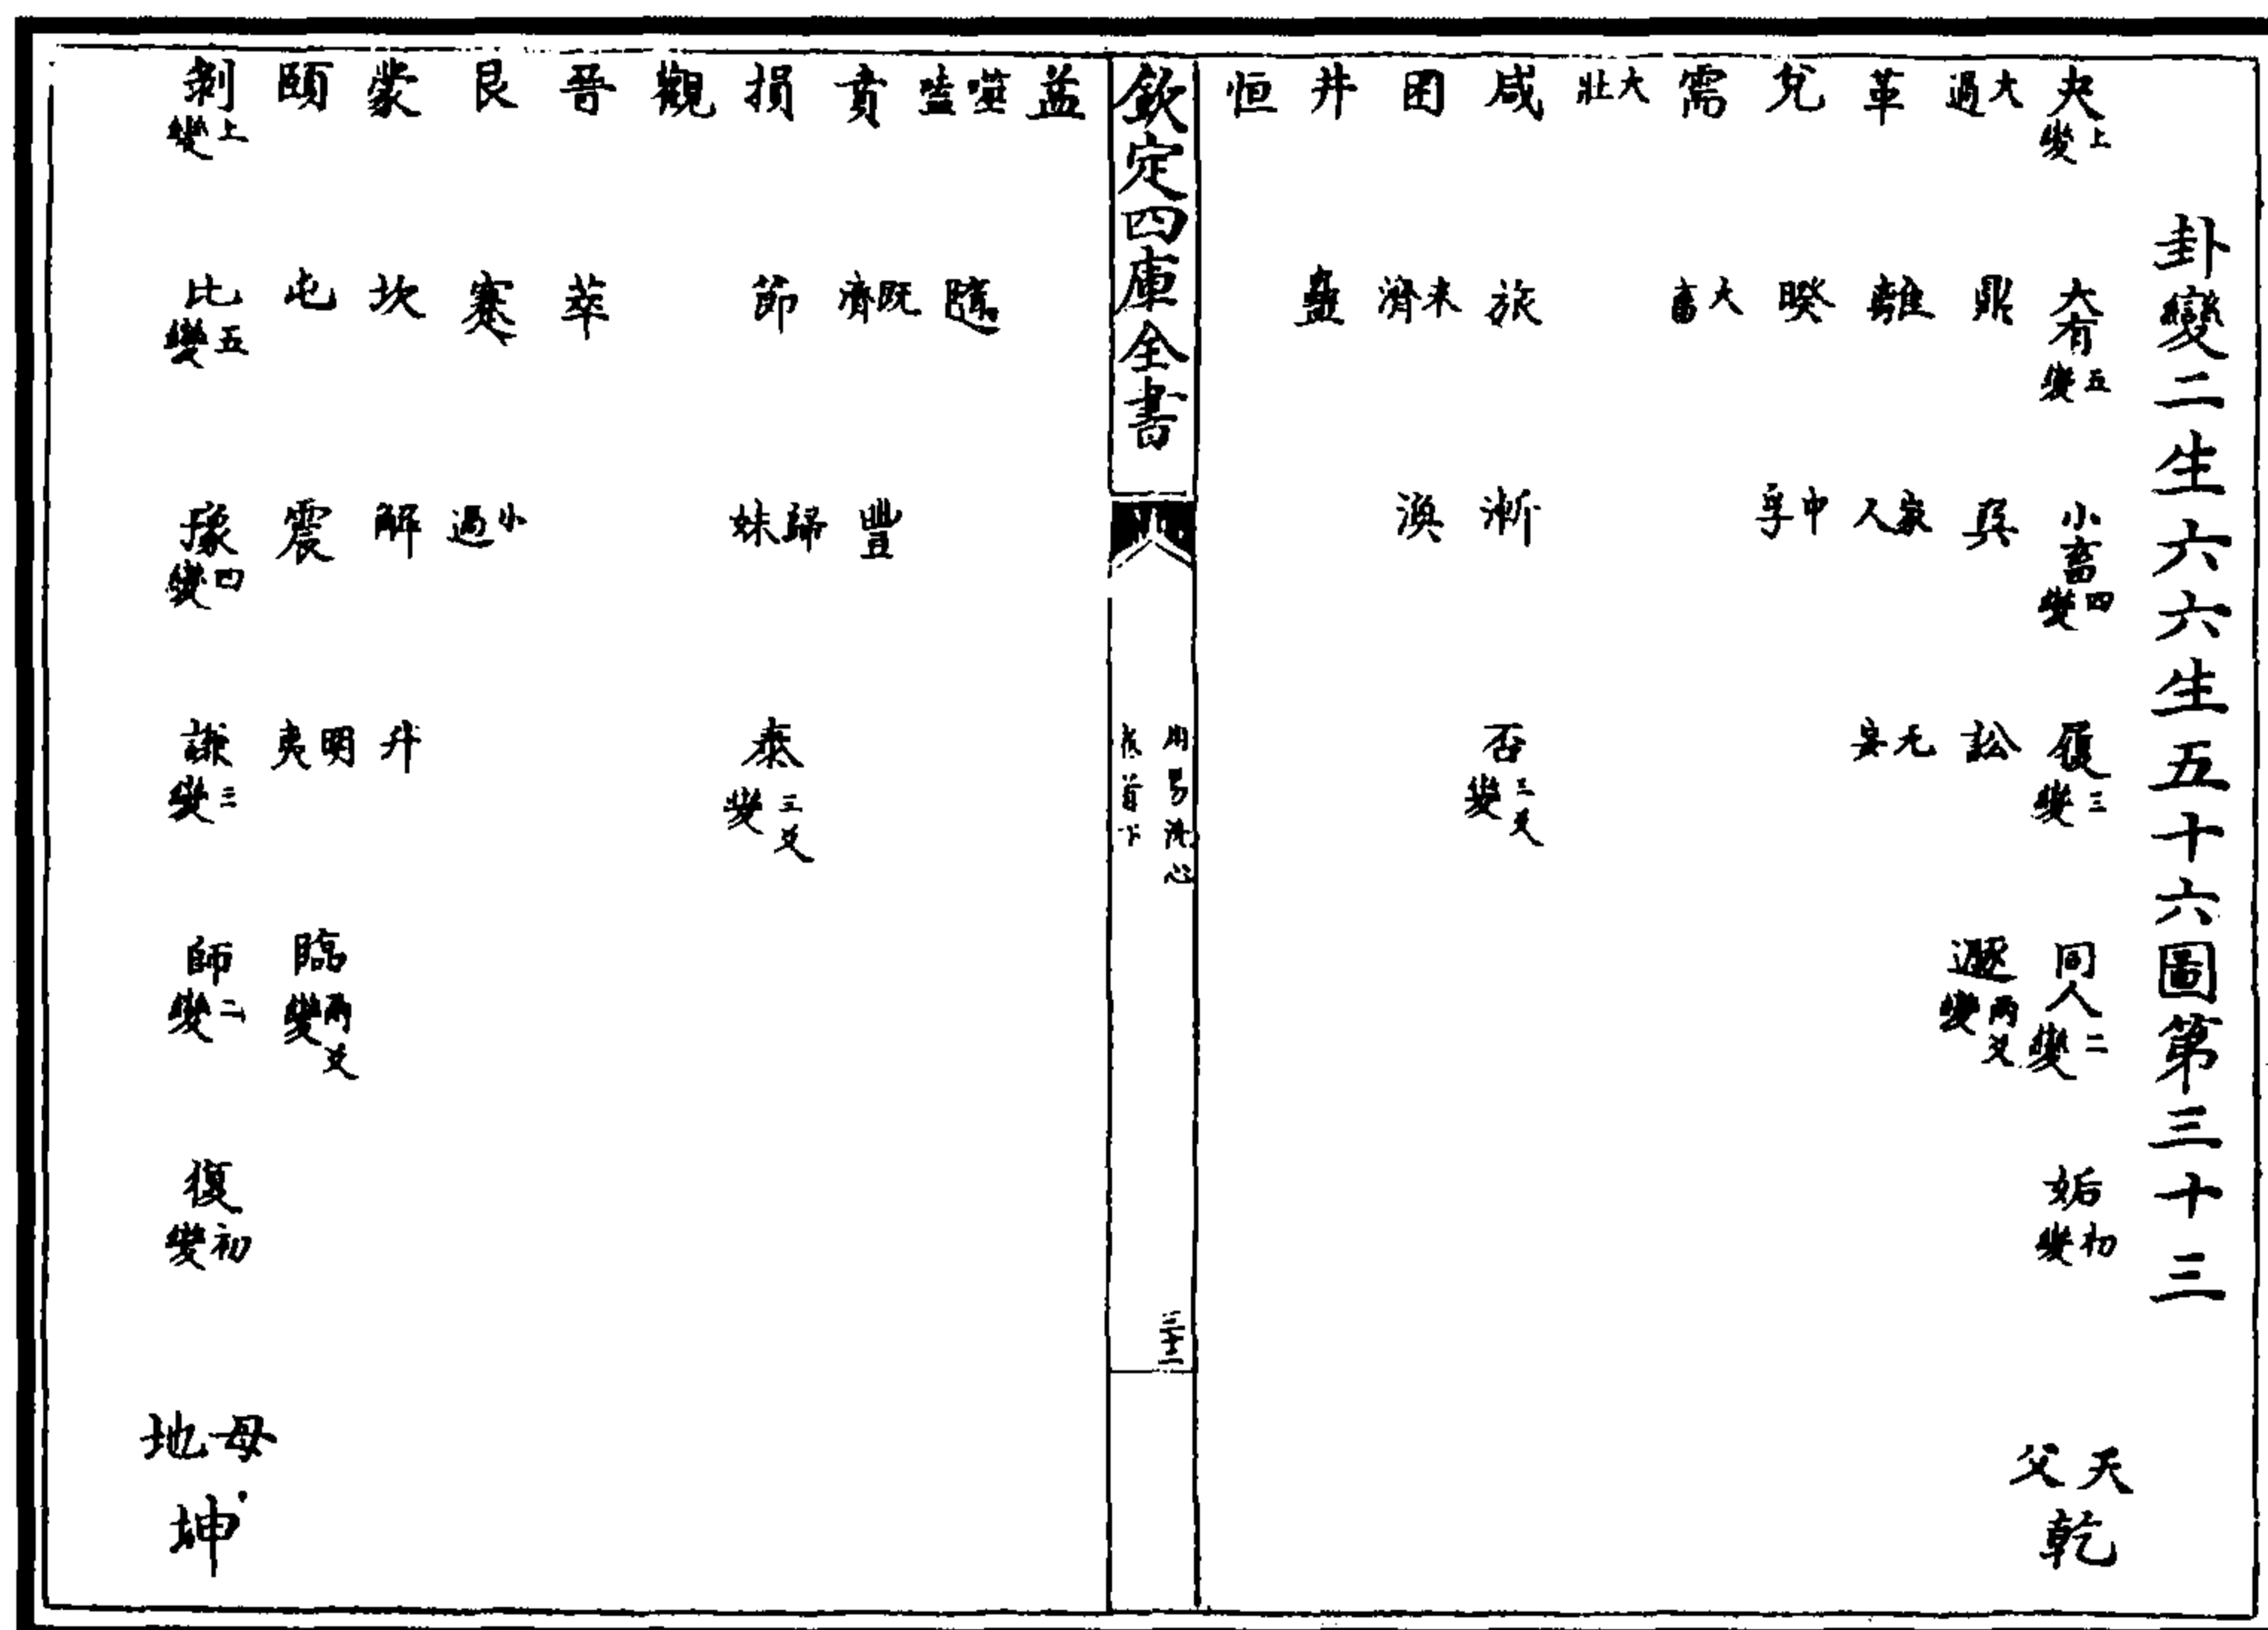 卦變二生六六生五十六圖第三十三
夬上變 大有五變 小畜四變 履三變 同人二變 姤初變 天父乾
大過 鼎 巽 訟 遯兩爻變
革 離 家人 无妄
兌 睽 中孚
需 大畜
大壯
咸 旅 漸 否三爻變
困 未濟 渙
井 蠱
恒
欽定四庫全書
周易洗心
卷首下
三十二
益
噬嗑 隨
賁 既濟 豐
損 節 歸妹 泰三爻變
觀
晉 萃
艮 蹇 小過
蒙 坎 解 升
頤 屯 震 明夷 臨兩爻變
剝上變 比五變 豫四變 謙三變 師二變 復初變 母地坤